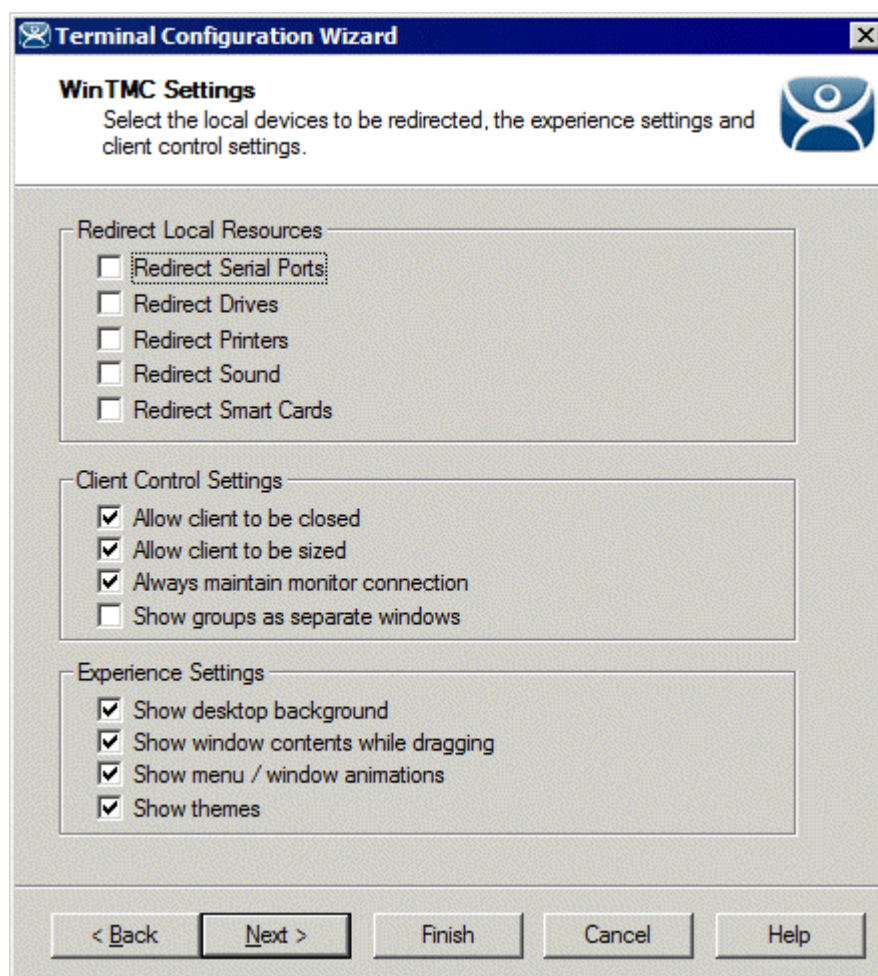 Terminal Configuration Wizard
WinTMC Settings
Select the local devices to be redirected, the experience settings and
client control settings.
Redirect Local Resources
Redirect Serial Ports
Redirect Drives
Redirect Printers
Redirect Sound
Redirect Smart Cards
Client Control Settings
Allow client to be closed
Allow client to be sized
Always maintain monitor connection
Show groups as separate windows
Experience Settings
Show desktop background
Show window contents while dragging
Show menu / window animations
Show themes
< Back Next > Finish Cancel Help